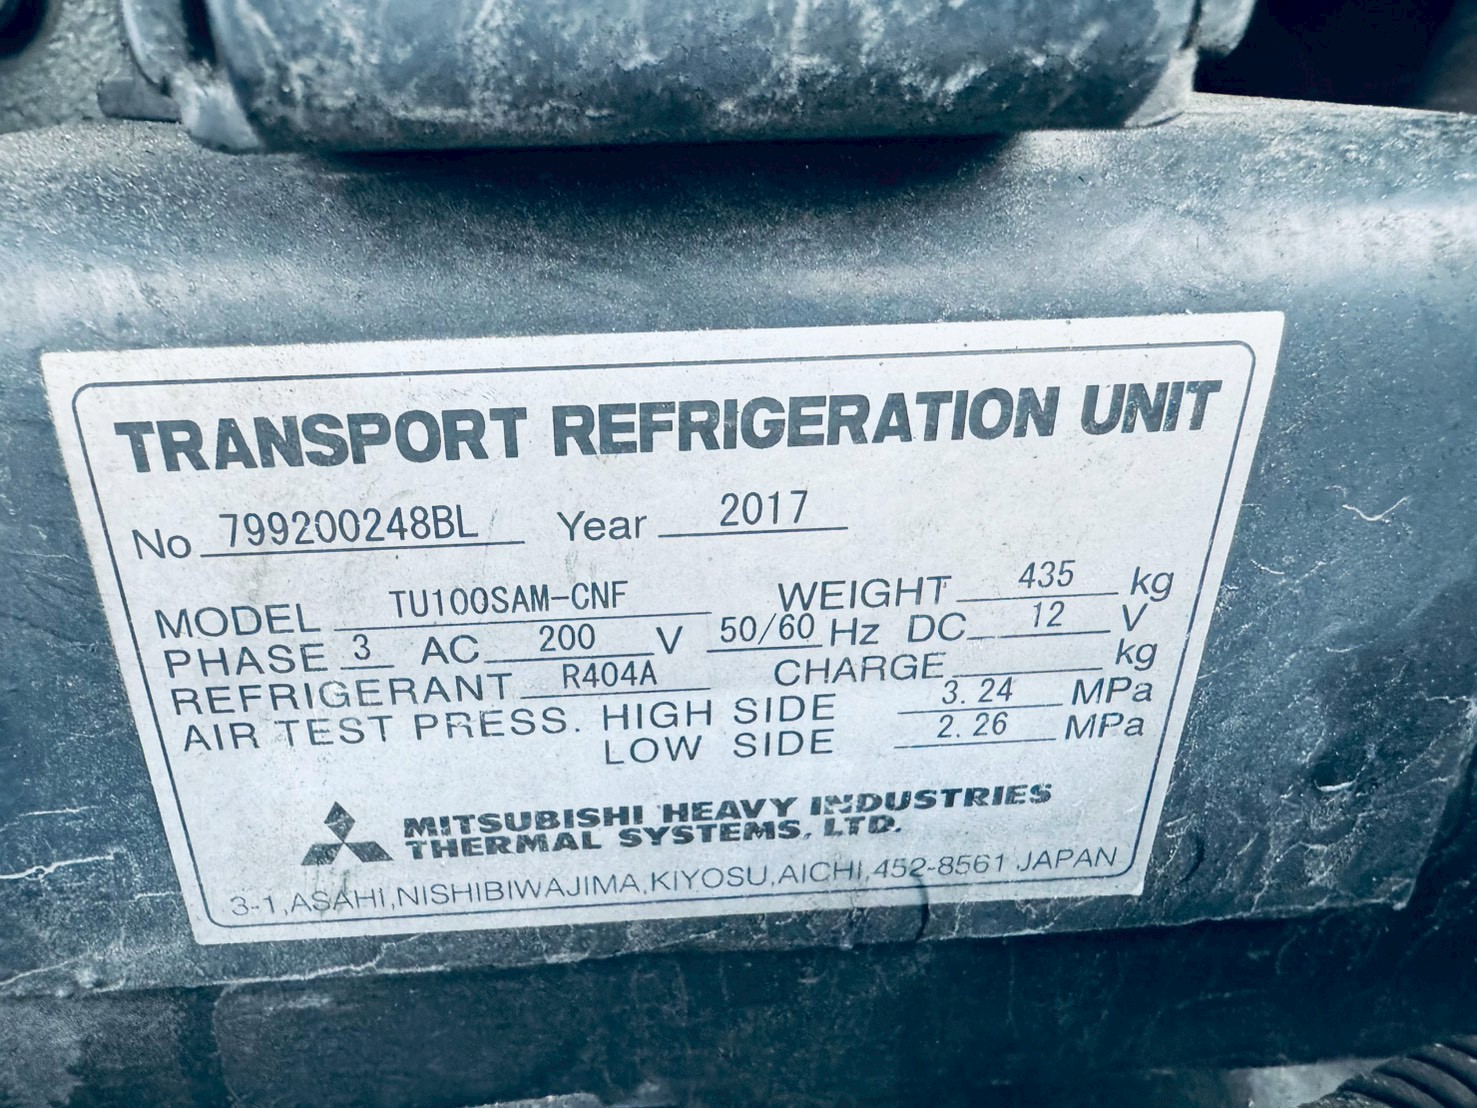 TRANSPORT REFRIGERATION UNIT
No 799200248BL Year 2017
MODEL TU100SAM-CNF WEIGHT 435 kg
PHASE 3 AC 200 V 50/60 Hz DC 12 V
REFRIGERANT R404A CHARGE kg
AIR TEST PRESS. HIGH SIDE 3.24 MPa
LOW SIDE 2.26 MPa
MITSUBISHI HEAVY INDUSTRIES
THERMAL SYSTEMS, LTD.
3-1,ASAHI,NISHIBIWAJIMA,KIYOSU,AICHI,452-8561 JAPAN